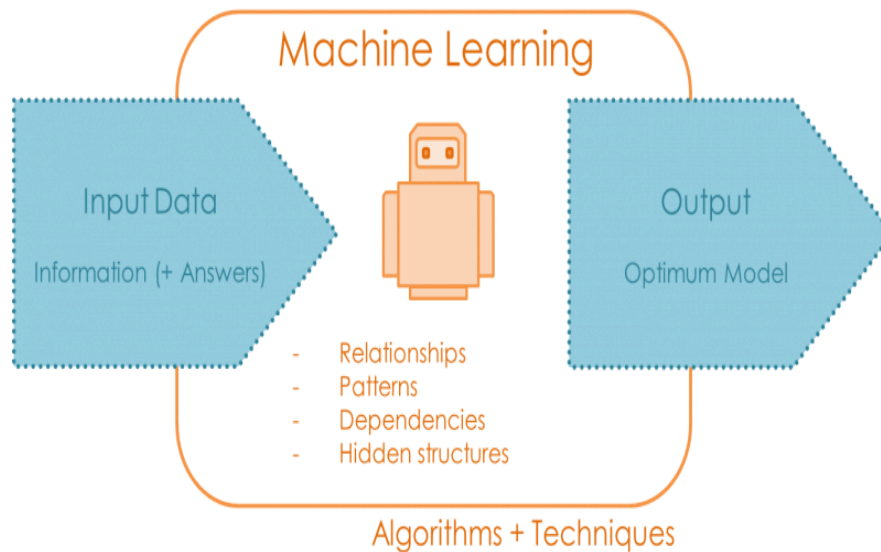 Machine Learning
Input Data
Information (+ Answers)
- Relationships
- Patterns
- Dependencies
- Hidden structures
Output
Optimum Model
Algorithms + Techniques